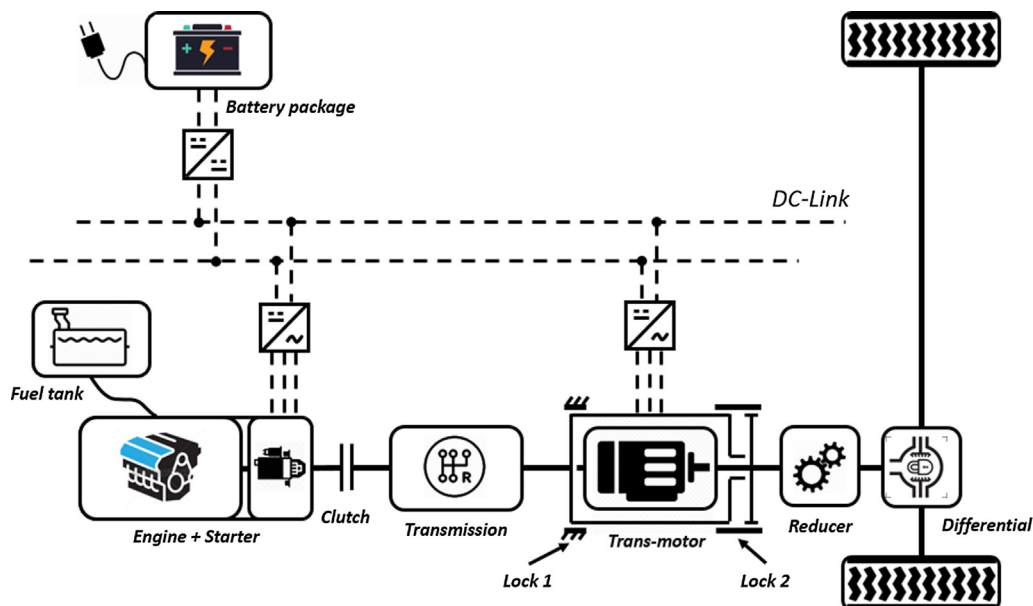 Battery package
DC-Link
Fuel tank
R
Engine + Starter
Clutch
Transmission
Trans-motor
Reducer
Differential
Lock 1
Lock 2